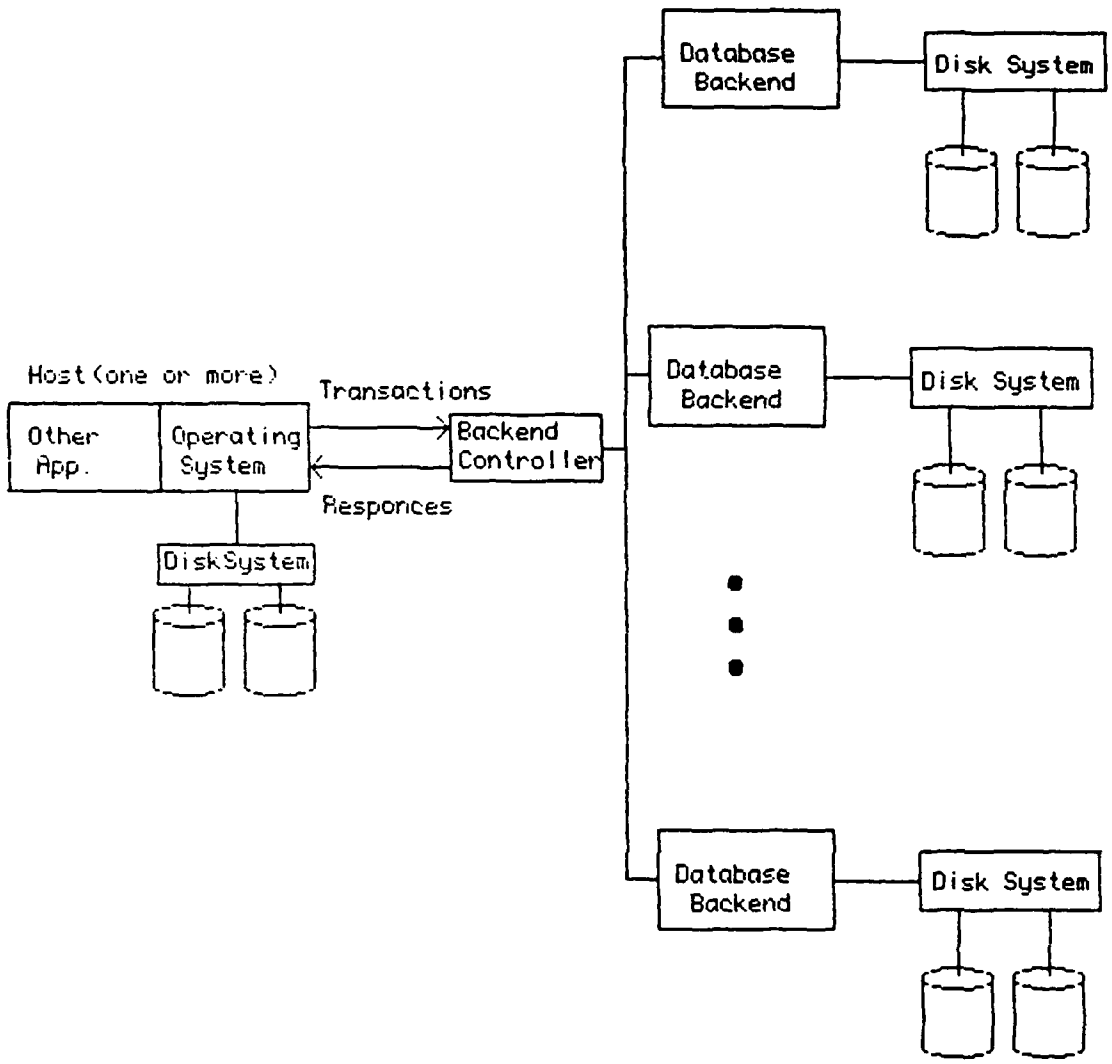 Database
Backend
Disk System
Host(one or more)
Transactions
Other
App.
Operating
System
Backend
Controller
Responces
DiskSystem
Database
Backend
Disk System
Database
Backend
Disk System